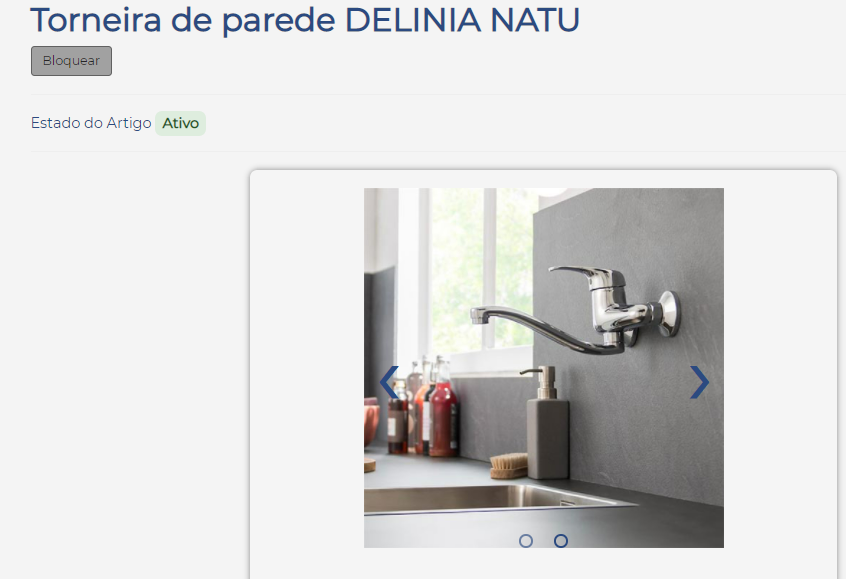 Torneira de parede DELINIA NATU
Bloquear
Estado do Artigo Ativo